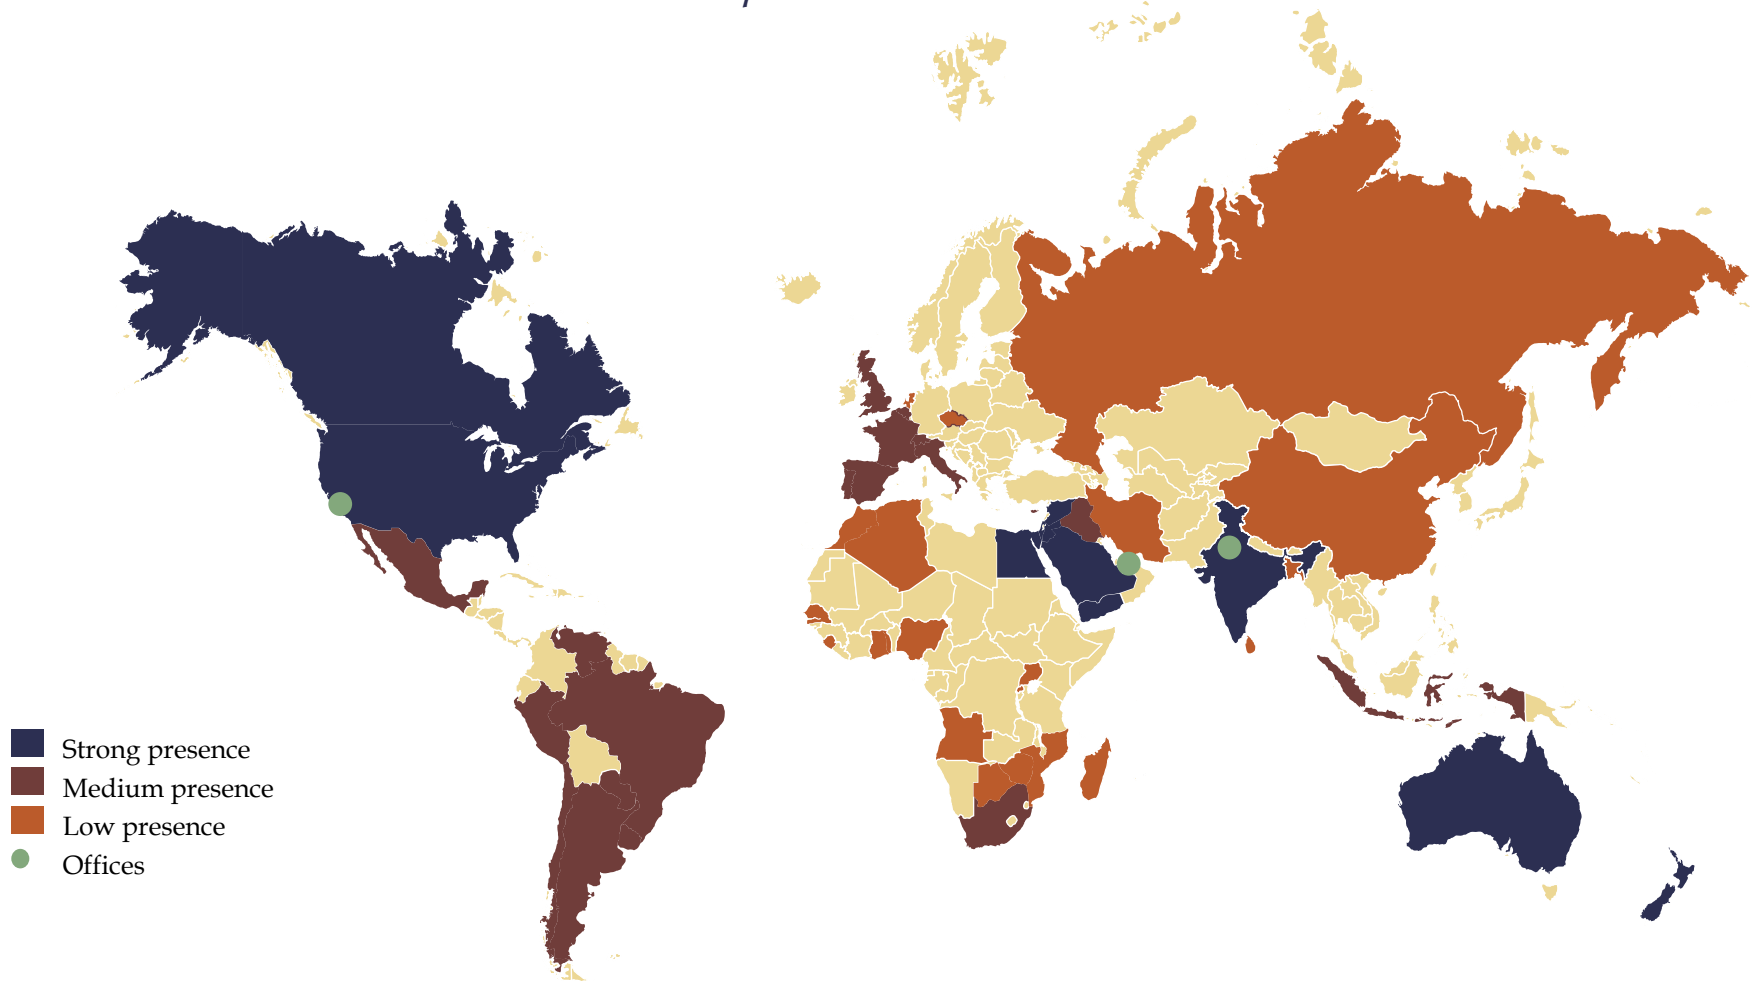 Strong presence
Medium presence
Low presence
Offices